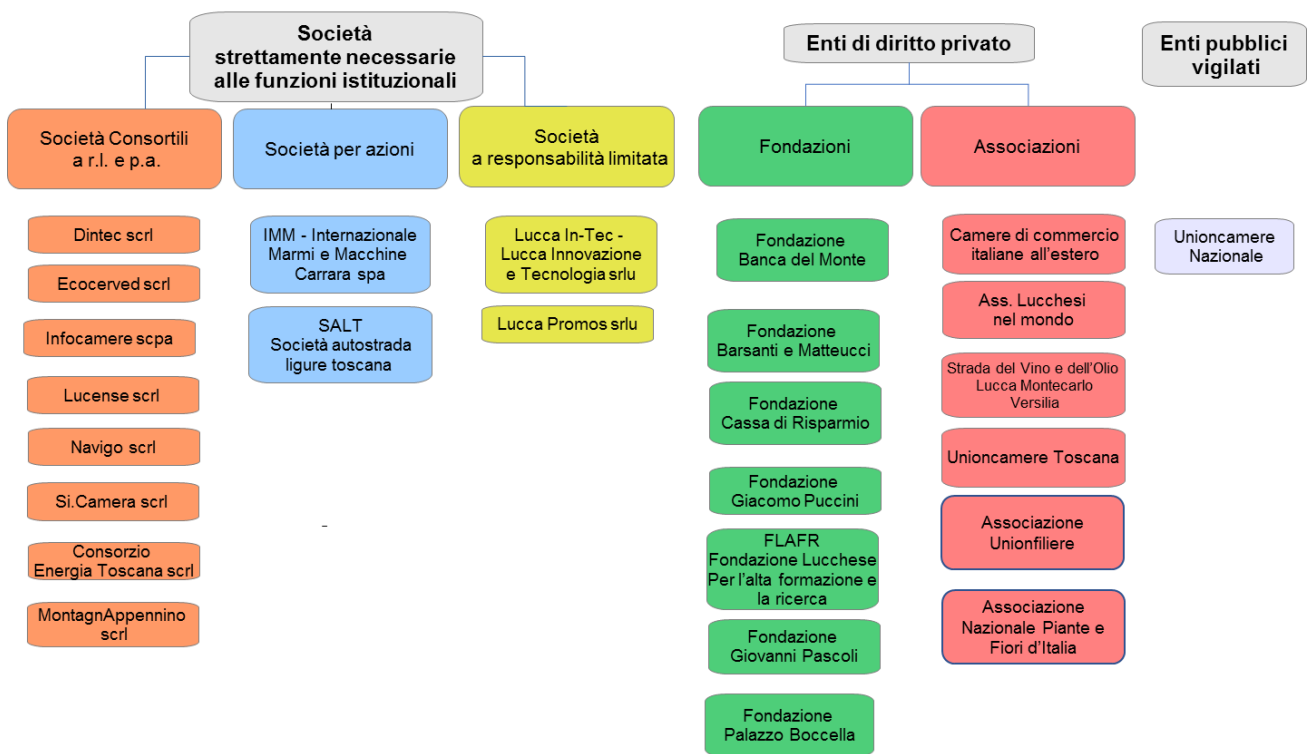 Società
strettamente necessarie
alle funzioni istituzionali
Enti di diritto privato
Enti pubblici
vigilati
Società Consortili
a r.l. e p.a.
Società per azioni
Società
a responsabilità limitata
Fondazioni
Associazioni
Dintec scrl
Ecocerved scrl
Infocamere scpa
Lucense scrl
Navigo scrl
Si.Camera scrl
Consorzio
Energia Toscana scrl
MontagnAppennino
scrl
IMM - Internazionale
Marmi e Macchine
Carrara spa
SALT
Società autostrada
ligure toscana
-
Lucca In-Tec -
Lucca Innovazione
e Tecnologia srlu
Lucca Promos srlu
Fondazione
Banca del Monte
Fondazione
Barsanti e Matteucci
Fondazione
Cassa di Risparmio
Fondazione
Giacomo Puccini
FLAFR
Fondazione Lucchese
Per l'alta formazione e
la ricerca
Fondazione
Giovanni Pascoli
Fondazione
Palazzo Boccella
Camere di commercio
italiane all'estero
Ass. Lucchesi
nel mondo
Strada del Vino e dell'Olio
Lucca Montecarlo
Versilia
Unioncamere Toscana
Associazione
Unionfiliere
Associazione
Nazionale Piante e
Fiori d'Italia
Unioncamere
Nazionale